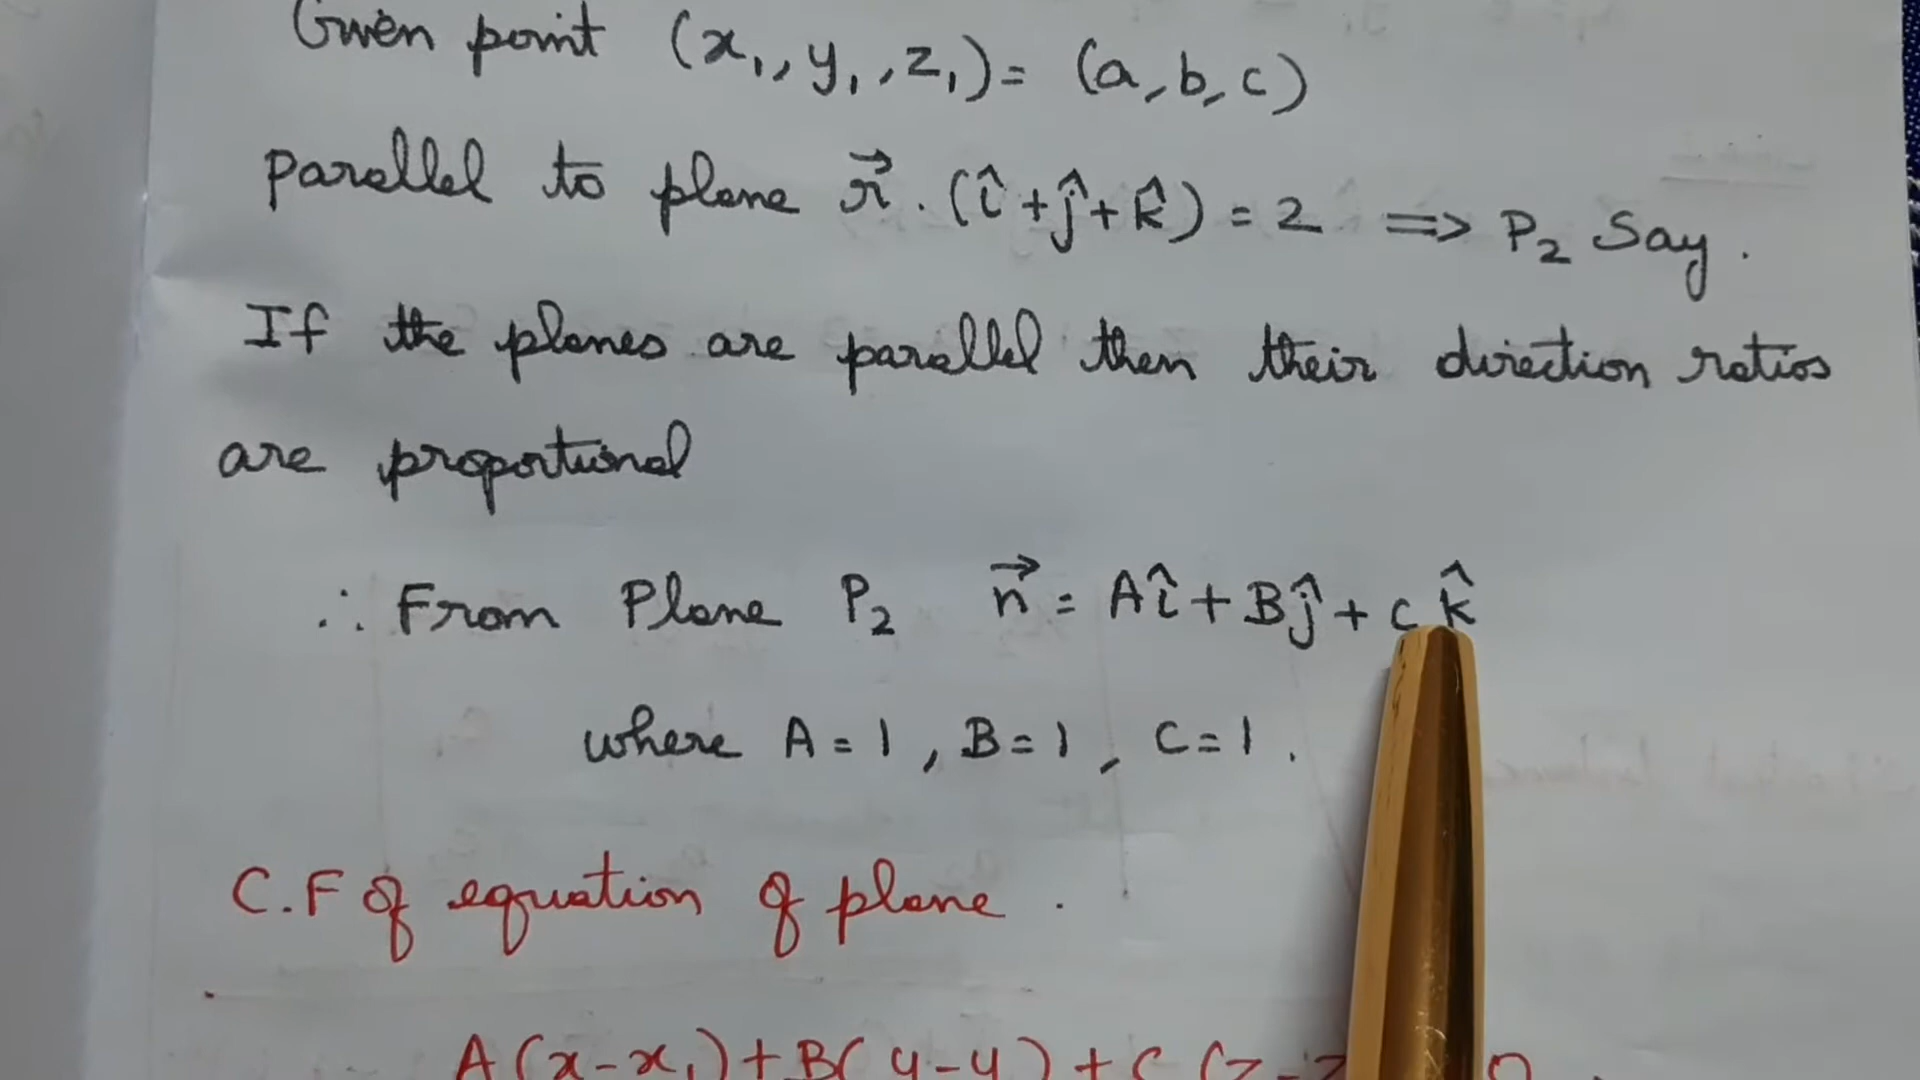 Given point (x₁, y₁, z₁) = (a, b, c)
parallel to plane r⃗ . (î + ĵ + k̂) = 2 ⇒ P₂ Say.
If the planes are parallel then their direction ratios
are proportional
∴ From Plane P₂ n⃗ = Aî + Bĵ + Ck̂
where A = 1, B = 1, C = 1.
C.F of equation of plane.
A(x-x₁) + B(y-y) + C(z-z